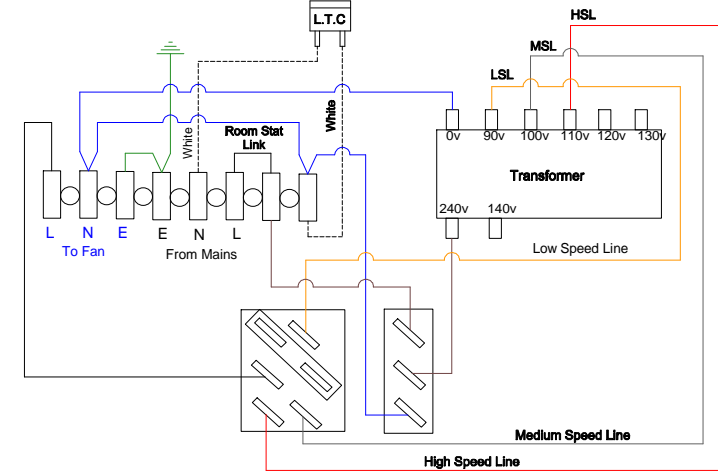 HSL
L.T.C
MSL
LSL
White
White
Room Stat
Link
0v 90v 100v 110v 120v 130v
Transformer
240v 140v
L N E E N L
To Fan
From Mains
Low Speed Line
Medium Speed Line
High Speed Line